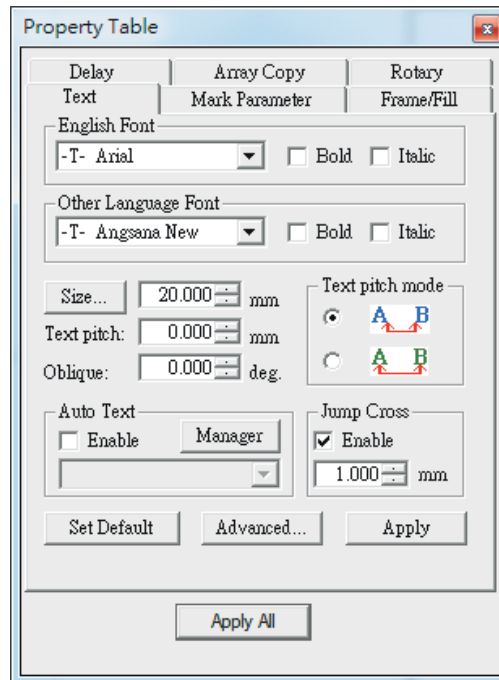 Property Table
Delay Array Copy Rotary
Text Mark Parameter Frame/Fill
English Font
-T- Arial Bold Italic
Other Language Font
-T- Angsana New Bold Italic
Size... 20.000 mm
Text pitch mode
A B
Text pitch: 0.000 mm
A B
Oblique: 0.000 deg.
Auto Text
Jump Cross
Enable Manager
Enable
1.000 mm
Set Default Advanced... Apply
Apply All